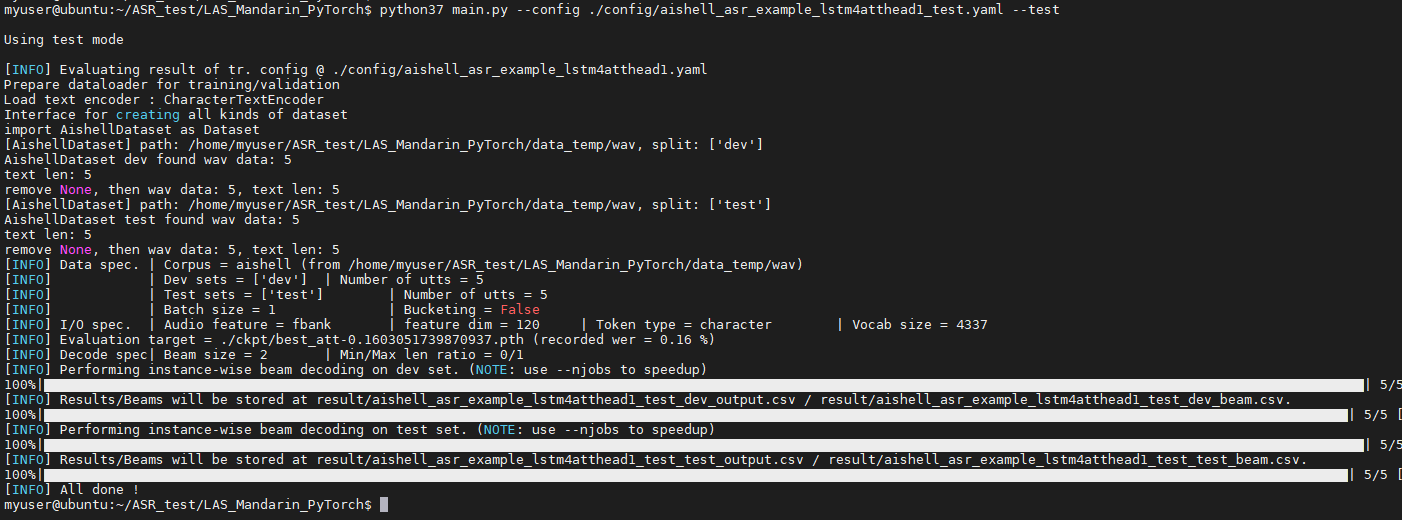 myuser@ubuntu:~/ASR_test/LAS_Mandarin_PyTorch$ python37 main.py --config ./config/aishell_asr_example_lstm4atthead1_test.yaml --test
Using test mode
[INFO] Evaluating result of tr. config @ ./config/aishell_asr_example_lstm4atthead1.yaml
Prepare dataloader for training/validation
Load text encoder : CharacterTextEncoder
Interface for creating all kinds of dataset
import AishellDataset as Dataset
[AishellDataset] path: /home/myuser/ASR_test/LAS_Mandarin_PyTorch/data_temp/wav, split: ['dev']
AishellDataset dev found wav data: 5
text len: 5
remove None, then wav data: 5, text len: 5
[AishellDataset] path: /home/myuser/ASR_test/LAS_Mandarin_PyTorch/data_temp/wav, split: ['test']
AishellDataset test found wav data: 5
text len: 5
remove None, then wav data: 5, text len: 5
[INFO] Data spec. | Corpus = aishell (from /home/myuser/ASR_test/LAS_Mandarin_PyTorch/data_temp/wav)
[INFO]            | Dev sets = ['dev']  | Number of utts = 5
[INFO]            | Test sets = ['test']        | Number of utts = 5
[INFO]            | Batch size = 1              | Bucketing = False
[INFO] I/O spec.  | Audio feature = fbank       | feature dim = 120     | Token type = character        | Vocab size = 4337
[INFO] Evaluation target = ./ckpt/best_att-0.1603051739870937.pth (recorded wer = 0.16 %)
[INFO] Decode spec| Beam size = 2       | Min/Max len ratio = 0/1
[INFO] Performing instance-wise beam decoding on dev set. (NOTE: use --njobs to speedup)
100%| | 5/5
[INFO] Results/Beams will be stored at result/aishell_asr_example_lstm4atthead1_test_dev_output.csv / result/aishell_asr_example_lstm4atthead1_test_dev_beam.csv.
100%| | 5/5 [
[INFO] Performing instance-wise beam decoding on test set. (NOTE: use --njobs to speedup)
100%| | 5/5
[INFO] Results/Beams will be stored at result/aishell_asr_example_lstm4atthead1_test_test_output.csv / result/aishell_asr_example_lstm4atthead1_test_test_beam.csv.
100%| | 5/5 [
[INFO] All done !
myuser@ubuntu:~/ASR_test/LAS_Mandarin_PyTorch$